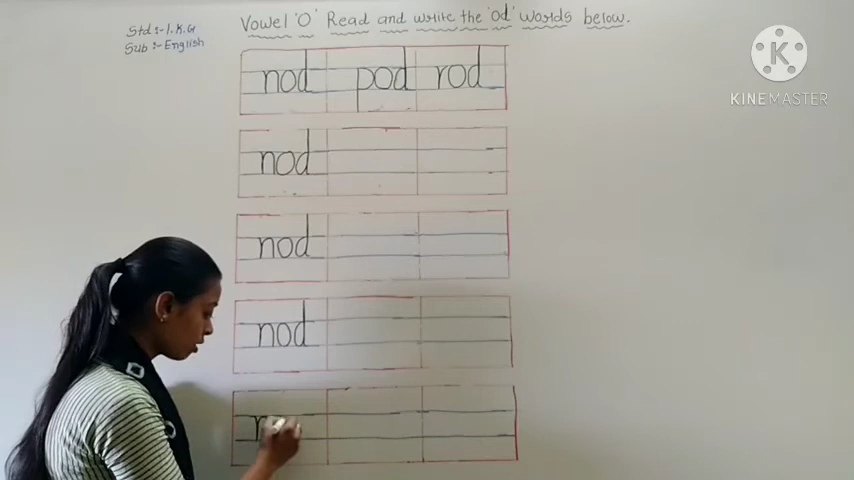 Std :- L.K.G
Sub :- English
Vowel 'O' Read and write the 'od' words below.
nod pod rod
nod
nod
nod
n
KINEMASTER